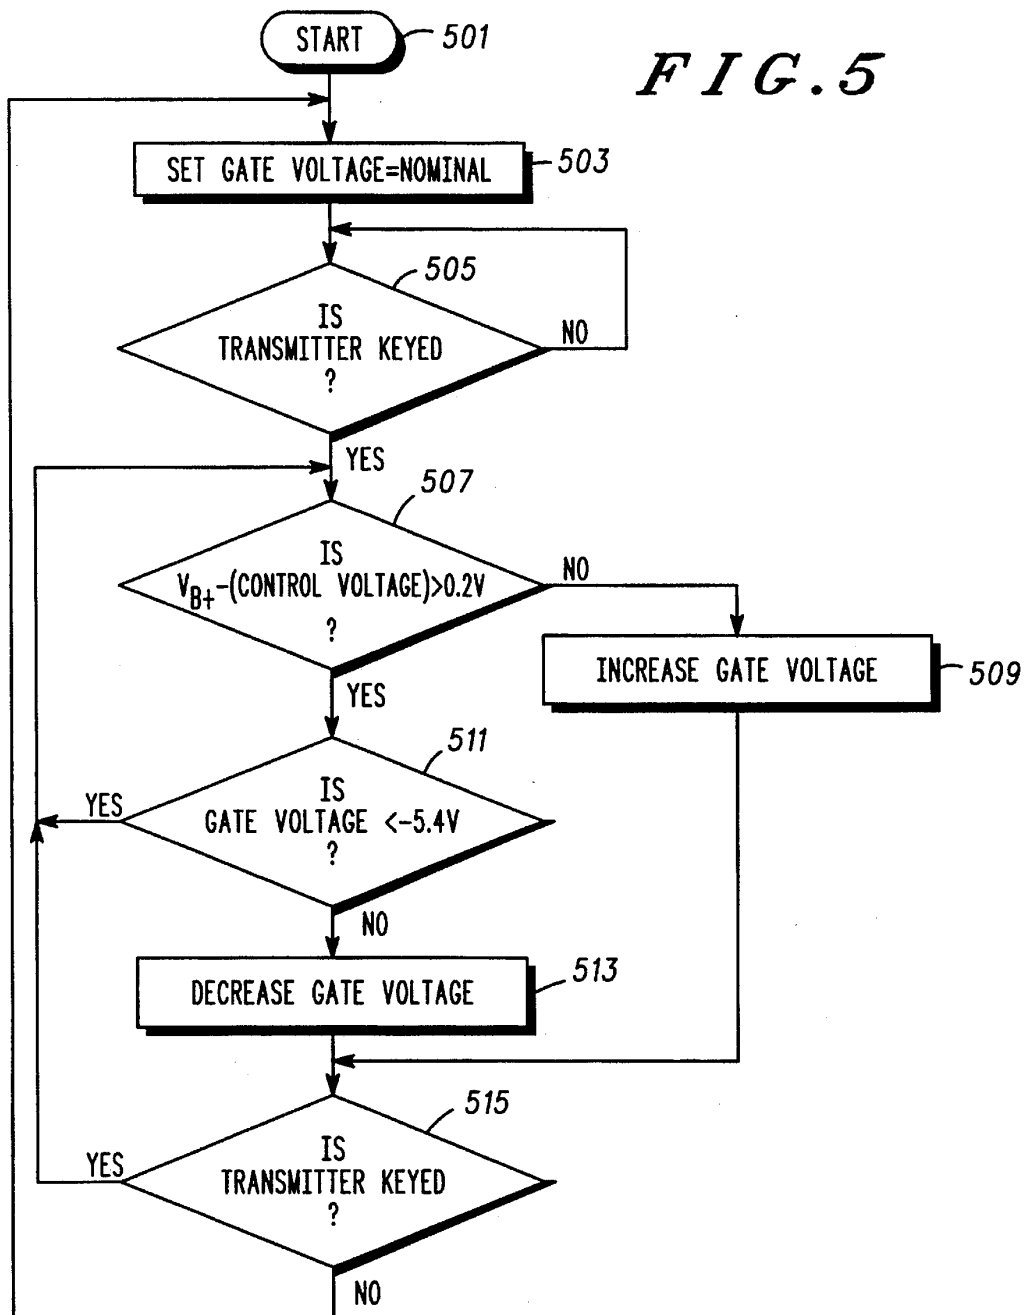 START
501
FIG. 5
SET GATE VOLTAGE=NOMINAL
503
505
IS
TRANSMITTER KEYED
?
NO
YES
507
IS
VB+-(CONTROL VOLTAGE)>0.2V
?
NO
INCREASE GATE VOLTAGE
509
YES
511
IS
GATE VOLTAGE <-5.4V
?
YES
NO
DECREASE GATE VOLTAGE
513
515
IS
TRANSMITTER KEYED
?
YES
NO